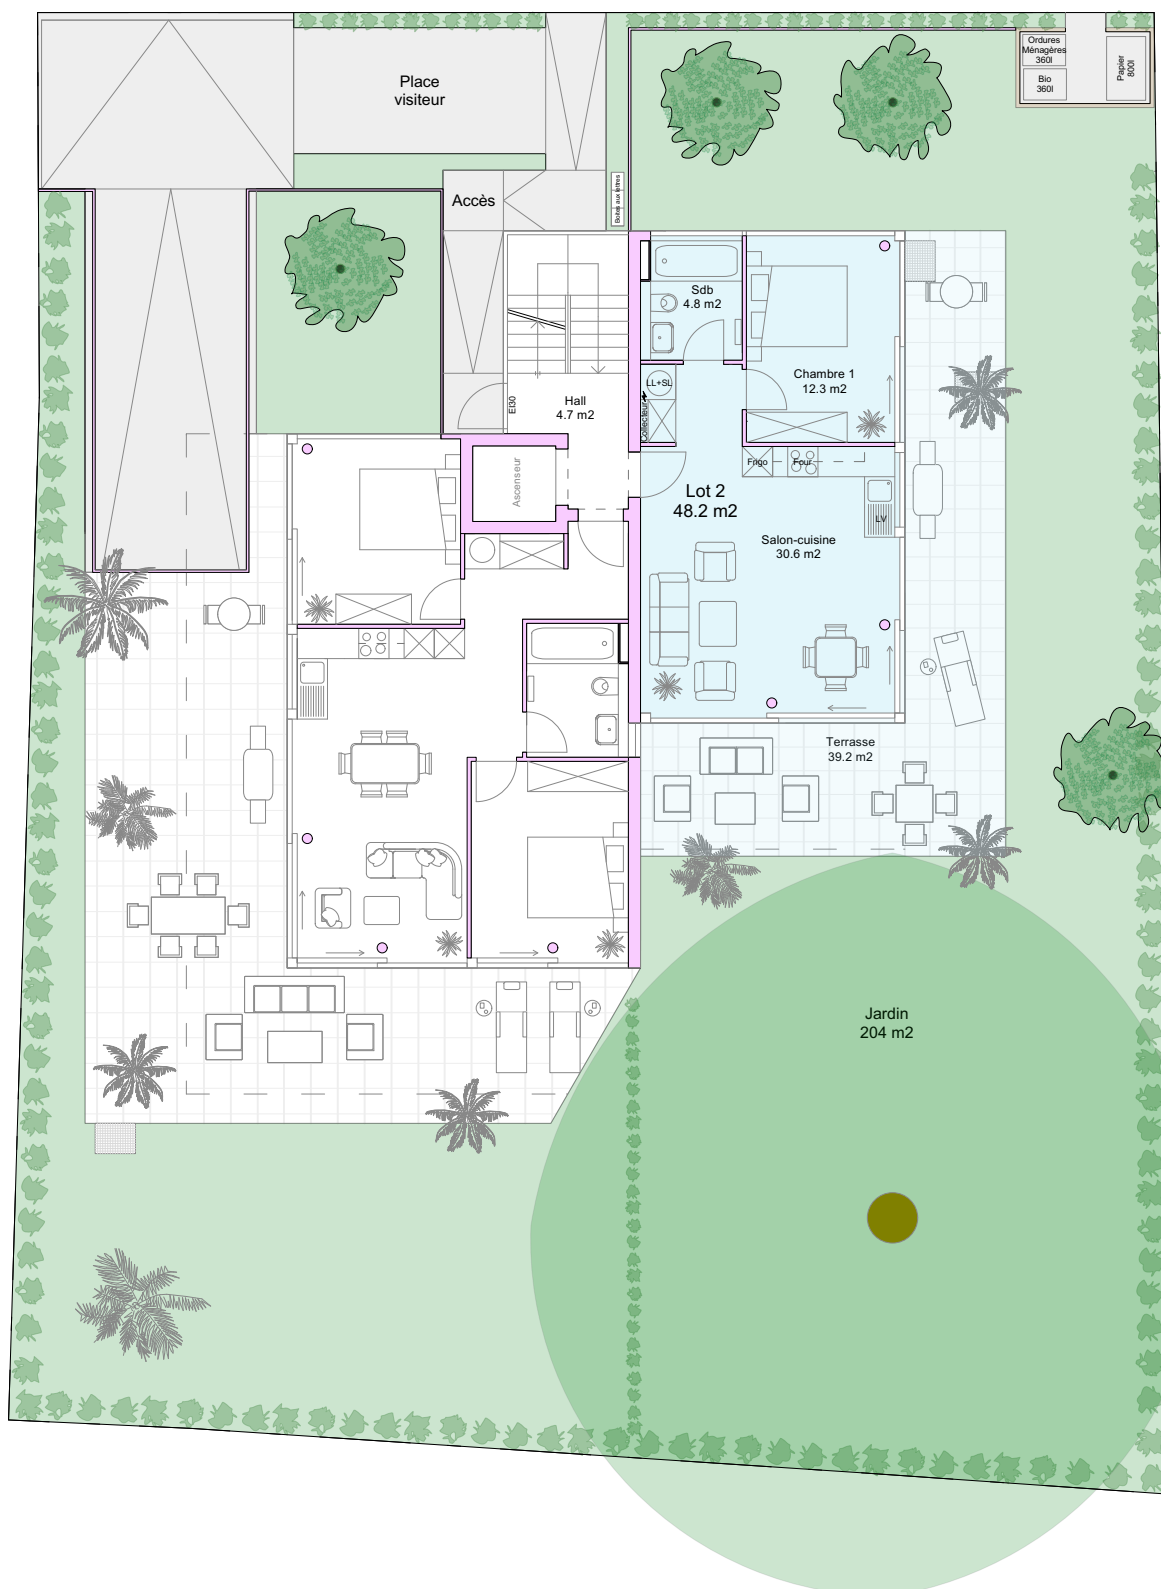 Ordures
Ménagères
360l
Bio
360l
Papier
800l
Place
visiteur
Accès
Boites aux lettres
Sdb
4.8 m2
Chambre 1
12.3 m2
LL+SL
Collecteur
EI30
Hall
4.7 m2
Ascenseur
Frigo
Four
Lot 2
48.2 m2
LV
Salon-cuisine
30.6 m2
Terrasse
39.2 m2
Jardin
204 m2